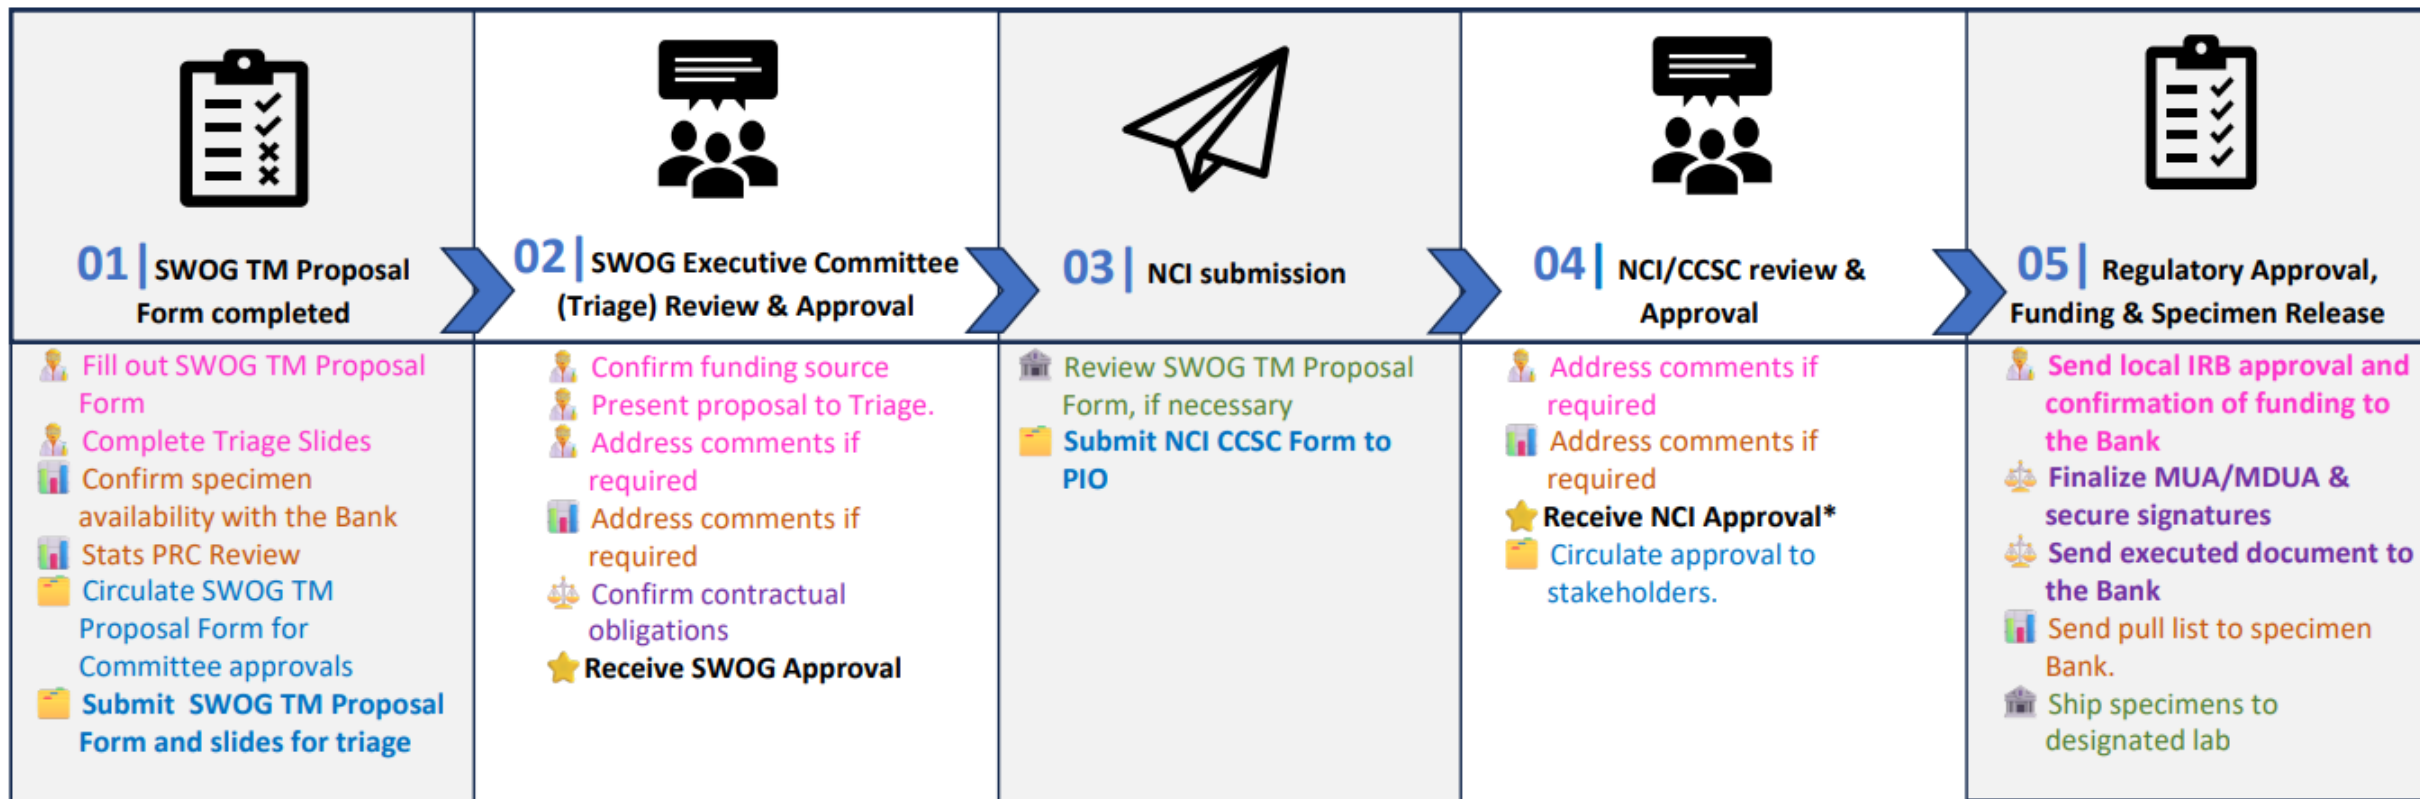 01| SWOG TM Proposal
Form completed
Fill out SWOG TM Proposal
Form
Complete Triage Slides
Confirm specimen
availability with the Bank
Stats PRC Review
Circulate SWOG TM
Proposal Form for
Committee approvals
Submit SWOG TM Proposal
Form and slides for triage
02| SWOG Executive Committee
(Triage) Review & Approval
Confirm funding source
Present proposal to Triage.
Address comments if
required
Address comments if
required
Confirm contractual
obligations
Receive SWOG Approval
03| NCI submission
Review SWOG TM Proposal
Form, if necessary
Submit NCI CCSC Form to
PIO
04| NCI/CCSC review &
Approval
Address comments if
required
Address comments if
required
Receive NCI Approval*
Circulate approval to
stakeholders.
05| Regulatory Approval,
Funding & Specimen Release
Send local IRB approval and
confirmation of funding to
the Bank
Finalize MUA/MDUA &
secure signatures
Send executed document to
the Bank
Send pull list to specimen
Bank.
Ship specimens to
designated lab